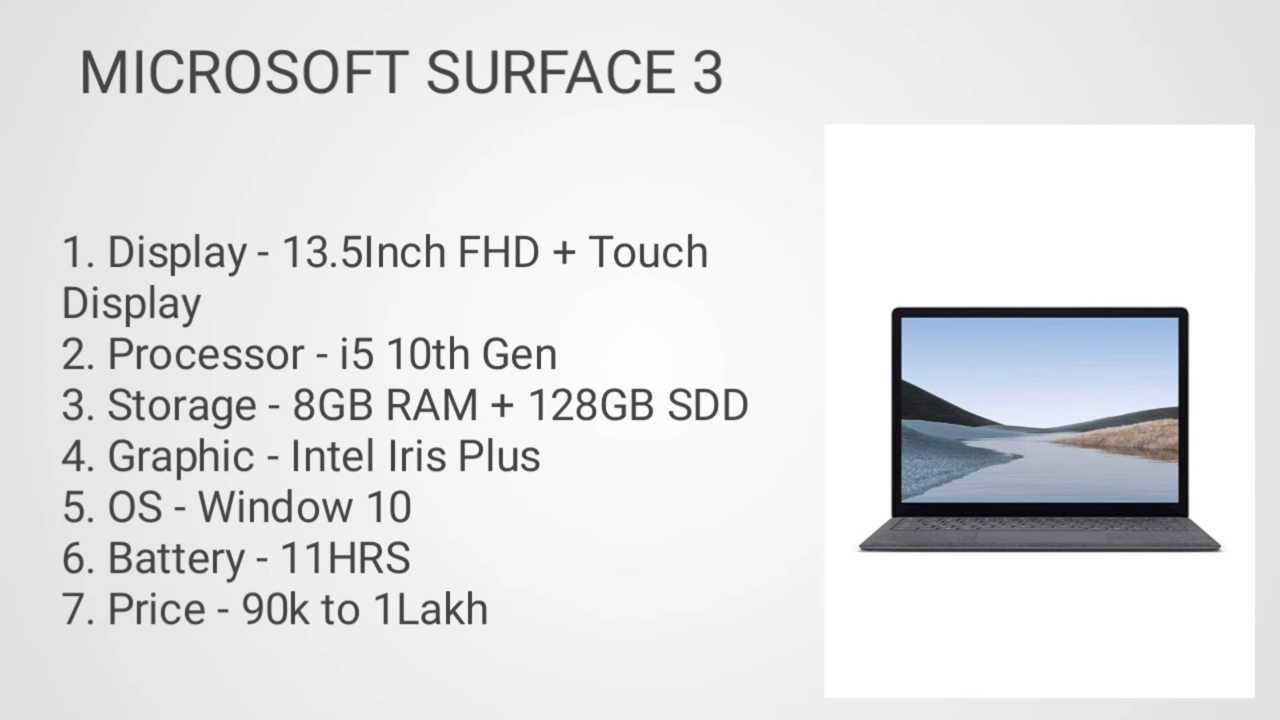 MICROSOFT SURFACE 3
1. Display - 13.5Inch FHD + Touch
Display
2. Processor - i5 10th Gen
3. Storage - 8GB RAM + 128GB SDD
4. Graphic - Intel Iris Plus
5. OS - Window 10
6. Battery - 11HRS
7. Price - 90k to 1Lakh